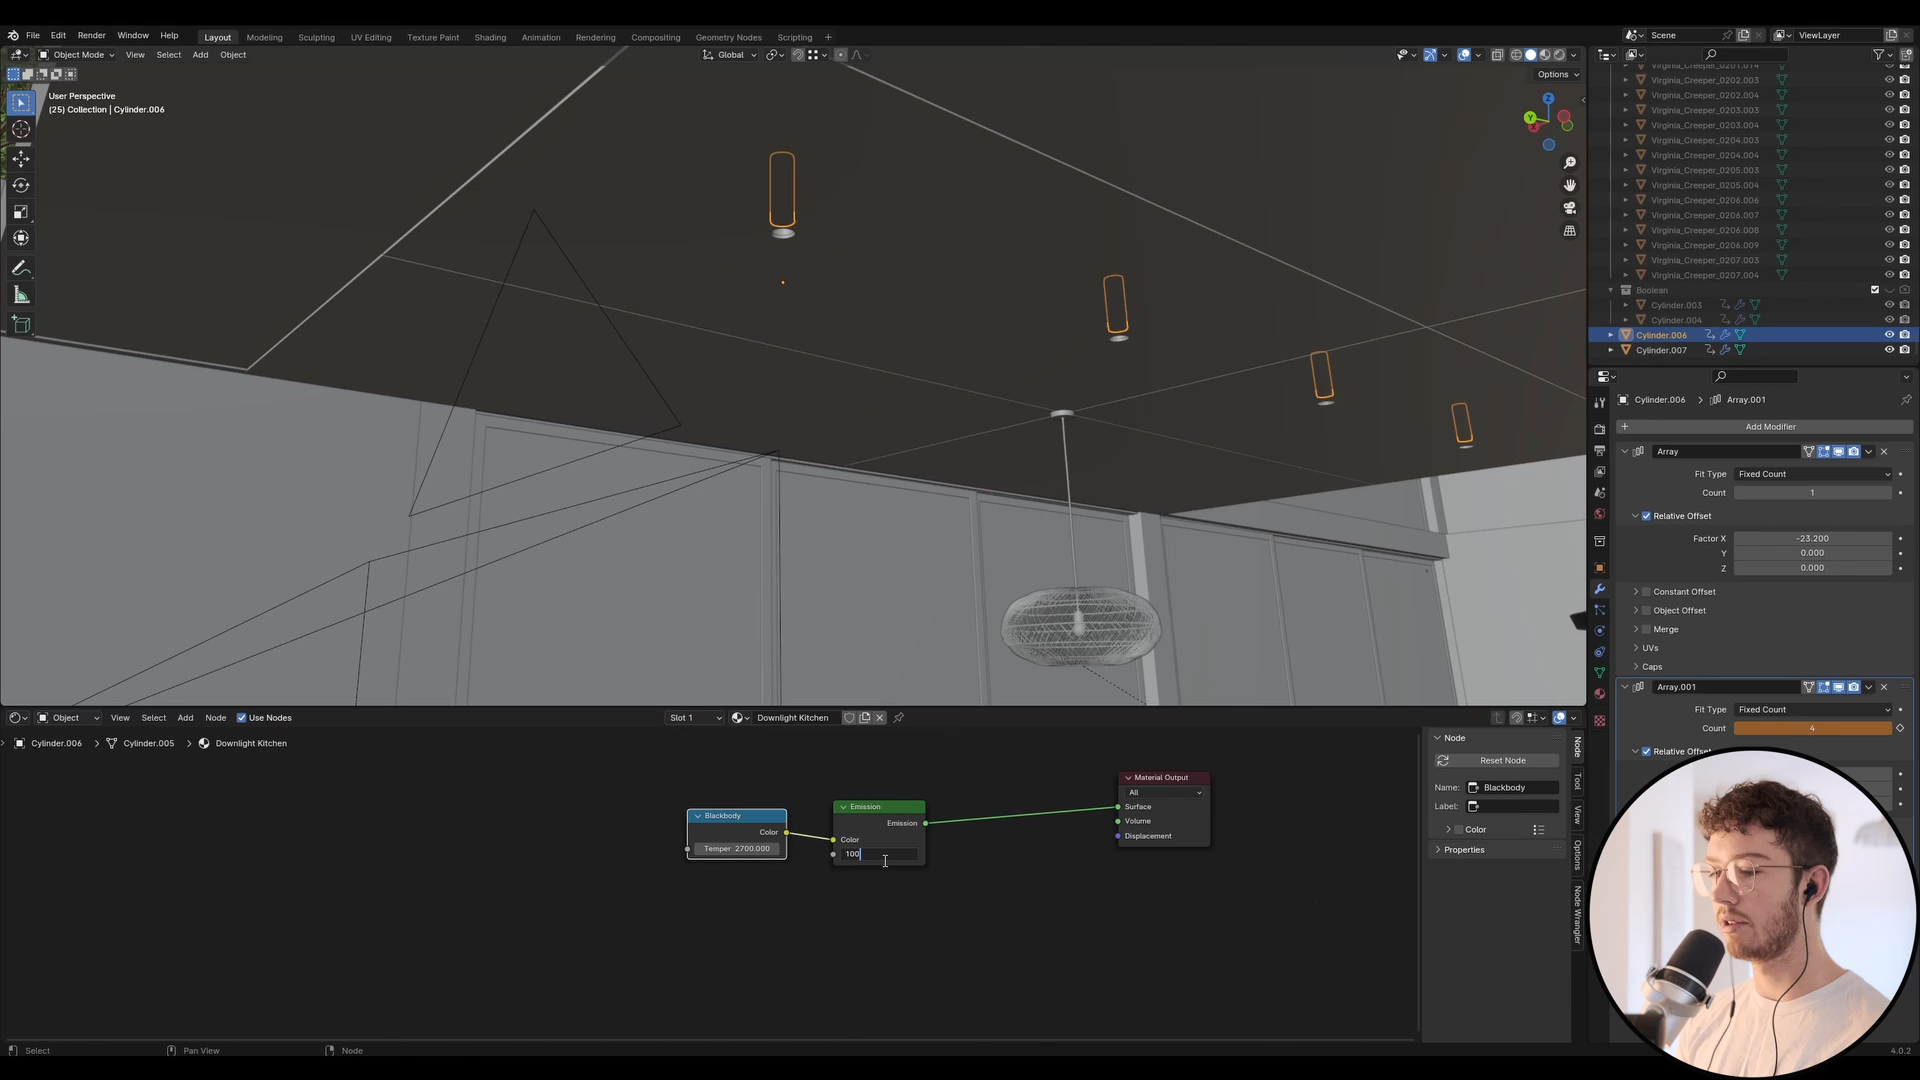 File Edit Render Window Help
Layout Modeling Sculpting UV Editing Texture Paint Shading Animation Rendering Compositing Geometry Nodes Scripting +
Scene
ViewLayer
Object Mode View Select Add Object
Global
Options
User Perspective
(25) Collection | Cylinder.006
Z
Y
X
Virginia_Creeper_0201.014
Virginia_Creeper_0202.003
Virginia_Creeper_0202.004
Virginia_Creeper_0203.003
Virginia_Creeper_0203.004
Virginia_Creeper_0204.003
Virginia_Creeper_0204.004
Virginia_Creeper_0205.003
Virginia_Creeper_0205.004
Virginia_Creeper_0206.006
Virginia_Creeper_0206.007
Virginia_Creeper_0206.008
Virginia_Creeper_0206.009
Virginia_Creeper_0207.003
Virginia_Creeper_0207.004
Boolean
Cylinder.003
Cylinder.004
Cylinder.006
Cylinder.007
Cylinder.006 > Array.001
+ Add Modifier
Array
Fit Type Fixed Count
Count 1
Relative Offset
Factor X -23.200
Y 0.000
Z 0.000
Constant Offset
Object Offset
Merge
UVs
Caps
Array.001
Fit Type Fixed Count
Count 4
Relative Offset
Object View Select Add Node Use Nodes
Slot 1
Downlight Kitchen
Cylinder.006 > Cylinder.005 > Downlight Kitchen
Blackbody
Color
Temper 2700.000
Emission
Emission
Color
100
Material Output
All
Surface
Volume
Displacement
Node
Reset Node
Name: Blackbody
Label:
Color
Properties
Node
Tool
View
Options
Node Wrangler
Select
Pan View
Node
4.0.2